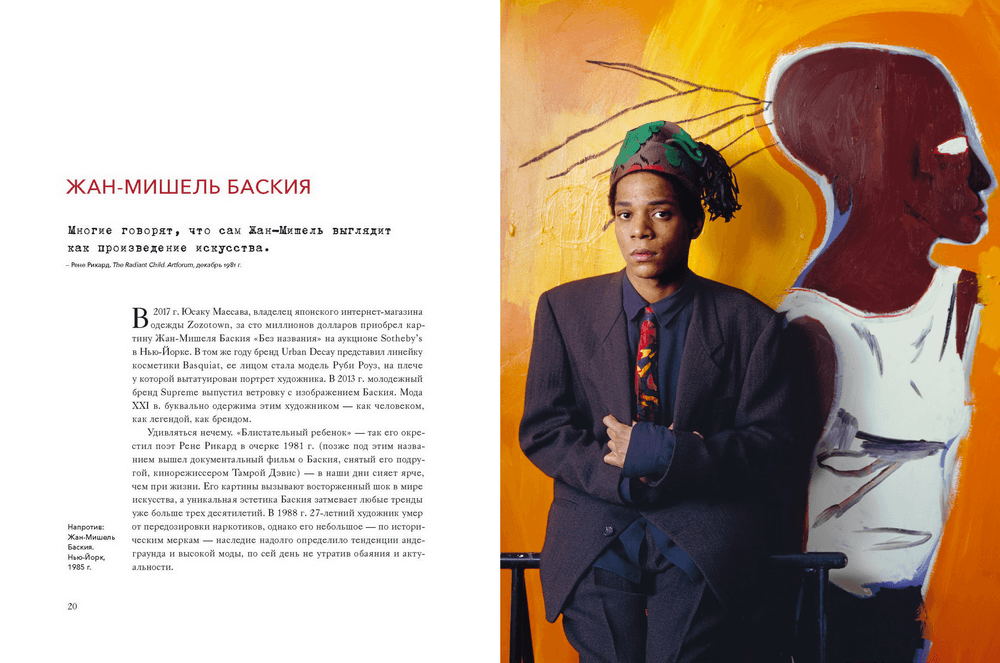 ЖАН-МИШЕЛЬ БАСКИЯ
Многие говорят, что сам Жан-Мишель выглядит
как произведение искусства.
– Рене Рикард, The Radiant Child. Artforum, декабрь 1981 г.
В 2017 г. Юсаку Маесава, владелец японского интернет-магазина
одежды Zozotown, за сто миллионов долларов приобрел кар-
тину Жан-Мишеля Баския «Без названия» на аукционе Sotheby's
в Нью-Йорке. В том же году бренд Urban Decay представил линейку
косметики Basquiat, ее лицом стала модель Руби Роуз, на плече
у которой вытатуирован портрет художника. В 2013 г. молодежный
бренд Supreme выпустил ветровку с изображением Баския. Мода
XXI в. буквально одержима этим художником — как человеком,
как легендой, как брендом.
Удивляться нечему. «Блистательный ребенок» — так его окре-
стил поэт Рене Рикард в очерке 1981 г. (позже под этим назва-
нием вышел документальный фильм о Баския, снятый его подру-
гой, кинорежиссером Тамрой Дэвис) — в наши дни сияет ярче,
чем при жизни. Его картины вызывают восторженный шок в мире
искусства, а уникальная эстетика Баския затмевает любые тренды
уже больше трех десятилетий. В 1988 г. 27-летний художник умер
от передозировки наркотиков, однако его небольшое — по истори-
ческим меркам — наследие надолго определило тенденции анде-
граунда и высокой моды, по сей день не утратив обаяния и акту-
альности.
Напротив:
Жан-Мишель
Баския.
Нью-Йорк,
1985 г.
20